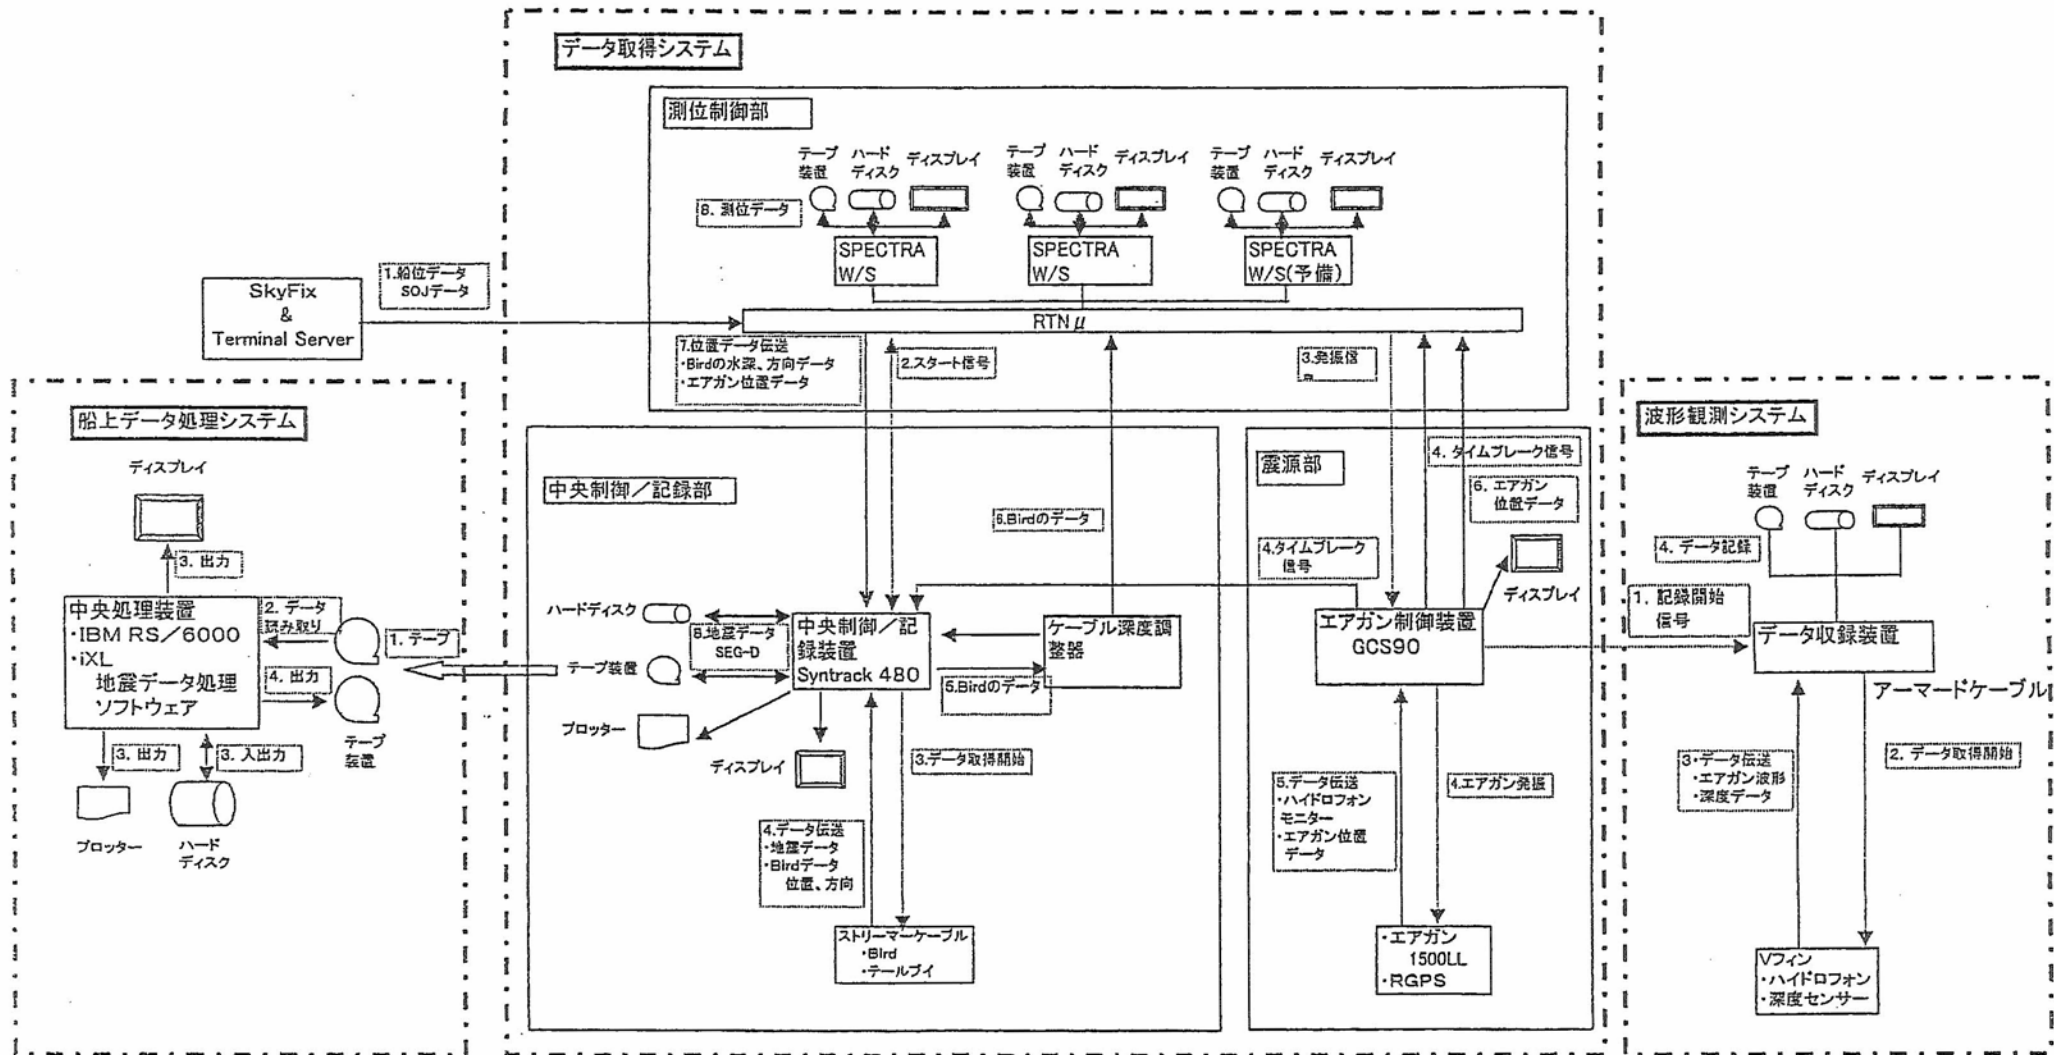 データ取得システム
測位制御部
テープ
装置
ハード
ディスク
ディスプレイ
テープ
装置
ハード
ディスク
ディスプレイ
テープ
装置
ハード
ディスク
ディスプレイ
8. 測位データ
SPECTRA
W/S
SPECTRA
W/S
SPECTRA
W/S(予備)
RTNμ
SkyFix
&
Terminal Server
1.船位データ
SOJデータ
7.位置データ伝送
・Birdの水深、方向データ
・エアガン位置データ
2.スタート信号
3.発振信
船上データ処理システム
ディスプレイ
3. 出力
中央処理装置
・IBM RS/6000
・iXL
地震データ処理
ソフトウェア
2. データ
読み取り
1. テープ
4. 出力
テープ
装置
3. 出力
3. 入出力
プロッター
ハード
ディスク
中央制御/記録部
6.Birdのデータ
ハードディスク
8.地震データ
SEG-D
テープ装置
中央制御/記
録装置
Syntrack 480
ケーブル深度調
整器
5.Birdのデータ
プロッター
ディスプレイ
3.データ取得開始
4.データ伝送
・地震データ
・Birdデータ
位置、方向
ストリーマーケーブル
・Bird
・テールブイ
震源部
4. タイムブレーク信号
6. エアガン
位置データ
4.タイムブレーク
信号
ディスプレイ
エアガン制御装置
GCS90
5.データ伝送
・ハイドロフォン
モニター
・エアガン位置
データ
4.エアガン発振
・エアガン
1500LL
・RGPS
波形観測システム
テープ
装置
ハード
ディスク
ディスプレイ
4. データ記録
1. 記録開始
信号
データ収録装置
アーマードケーブル
3・データ伝送
・エアガン波形
・深度データ
2. データ取得開始
Vフィン
・ハイドロフォン
・深度センサー